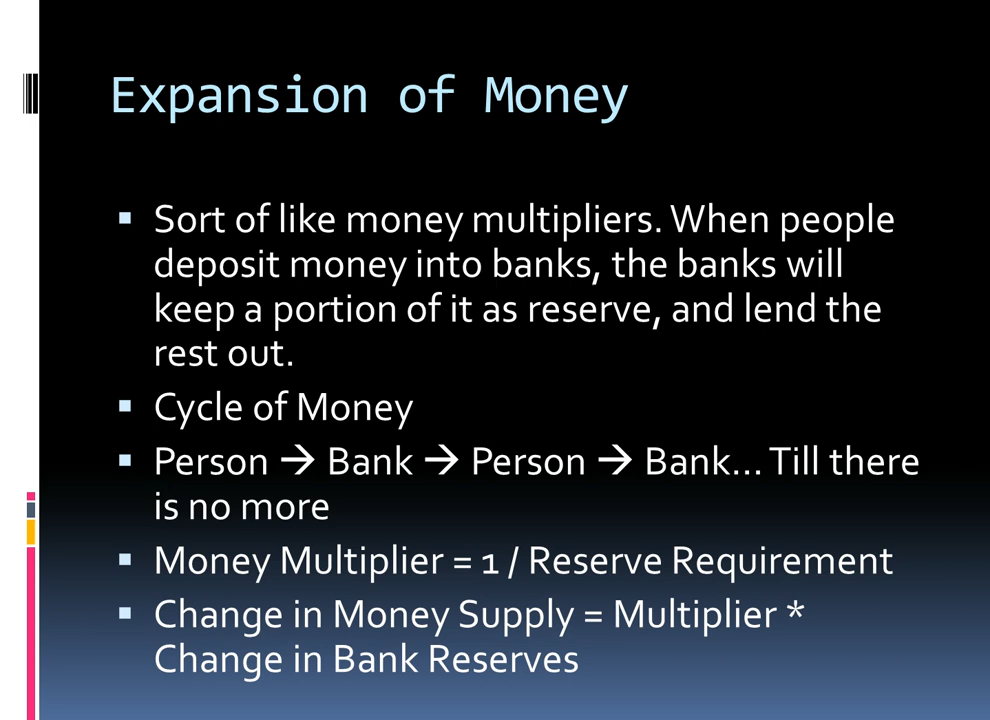 Expansion of Money
▪ Sort of like money multipliers. When people
deposit money into banks, the banks will
keep a portion of it as reserve, and lend the
rest out.
▪ Cycle of Money
▪ Person → Bank → Person → Bank... Till there
is no more
▪ Money Multiplier = 1 / Reserve Requirement
▪ Change in Money Supply = Multiplier *
Change in Bank Reserves